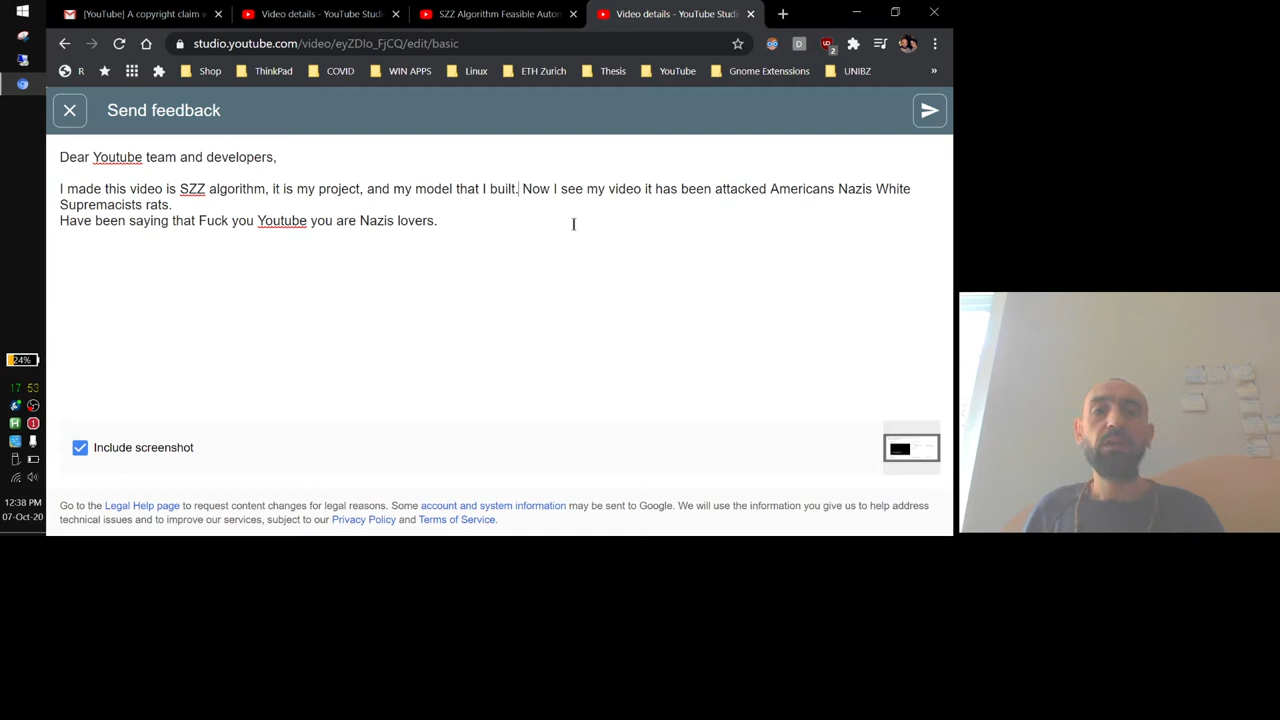 [YouTube] A copyright claim w
Video details - YouTube Studi
SZZ Algorithm Feasible Autom
Video details - YouTube Studi
studio.youtube.com/video/eyZDlo_FjCQ/edit/basic
2
R
Shop
ThinkPad
COVID
WIN APPS
Linux
ETH Zurich
Thesis
YouTube
Gnome Extenssions
UNIBZ
»
Send feedback
Dear Youtube team and developers,
I made this video is SZZ algorithm, it is my project, and my model that I built. Now I see my video it has been attacked Americans Nazis White
Supremacists rats.
Have been saying that Fuck you Youtube you are Nazis lovers.
24%
17 53
Include screenshot
Go to the Legal Help page to request content changes for legal reasons. Some account and system information may be sent to Google. We will use the information you give us to help address
technical issues and to improve our services, subject to our Privacy Policy and Terms of Service.
12:38 PM
07-Oct-20